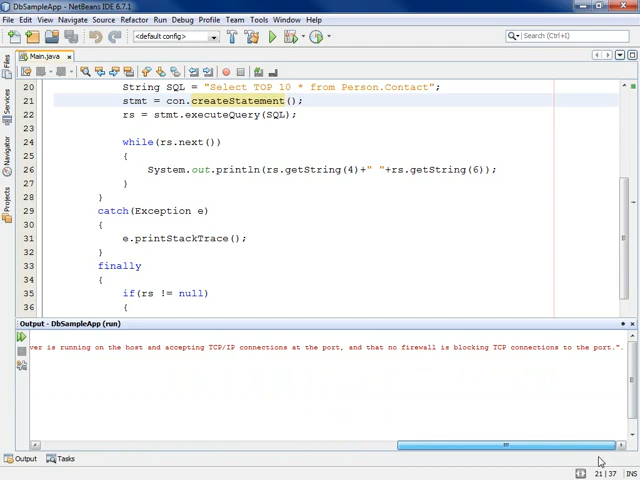 DbSampleApp - NetBeans IDE 6.7.1
File Edit View Navigate Source Refactor Run Debug Profile Team Tools Window Help
<default config>
Search (Ctrl+I)
Main.java
20 String SQL = "Select TOP 10 * from Person.Contact";
21 stmt = con.createStatement();
22 rs = stmt.executeQuery(SQL);
23
24 while(rs.next())
25 {
26 System.out.println(rs.getString(4)+" "+rs.getString(6));
27 }
28 }
29 catch(Exception e)
30 {
31 e.printStackTrace();
32 }
33 finally
34 {
35 if(rs != null)
36 {
Files
Services
Navigator
Projects
Output - DbSampleApp (run)
ver is running on the host and accepting TCP/IP connections at the port, and that no firewall is blocking TCP connections to the port.".
Output Tasks
21 | 37 INS